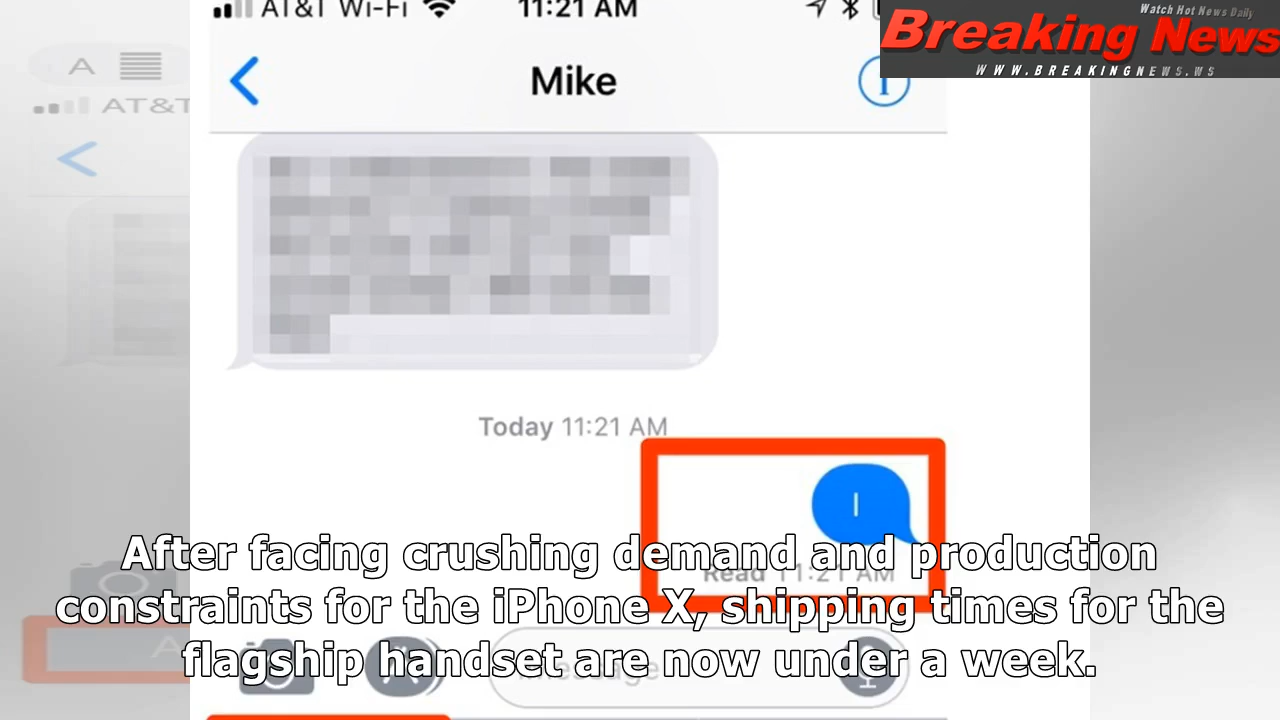 AT&T Wi-Fi 11:21 AM
Watch Hot News Daily
Breaking News
WWW.BREAKINGNEWS.WS
A
AT&T
Mike
Today 11:21 AM
I
Read 11:21 AM
After facing crushing demand and production
constraints for the iPhone X, shipping times for the
flagship handset are now under a week.
iMessage
A